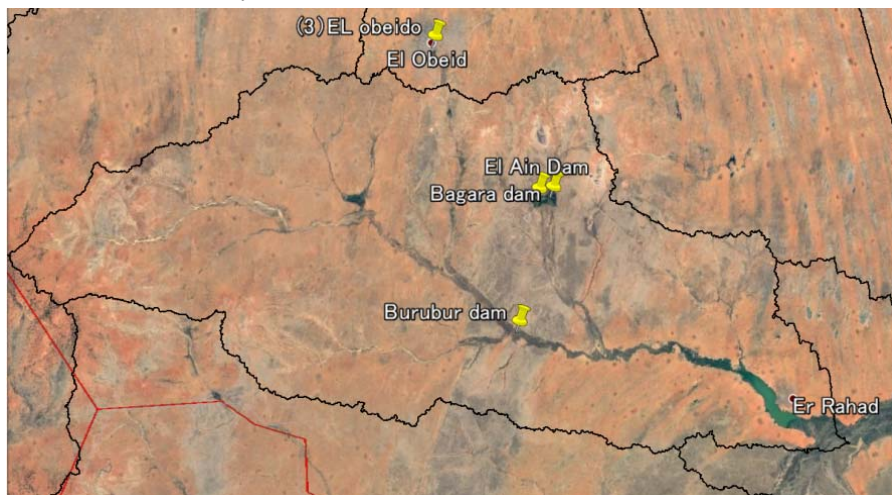 (3)EL obeido
El Obeid
El Ain Dam
Bagara dam
Burubur dam
Er Rahad